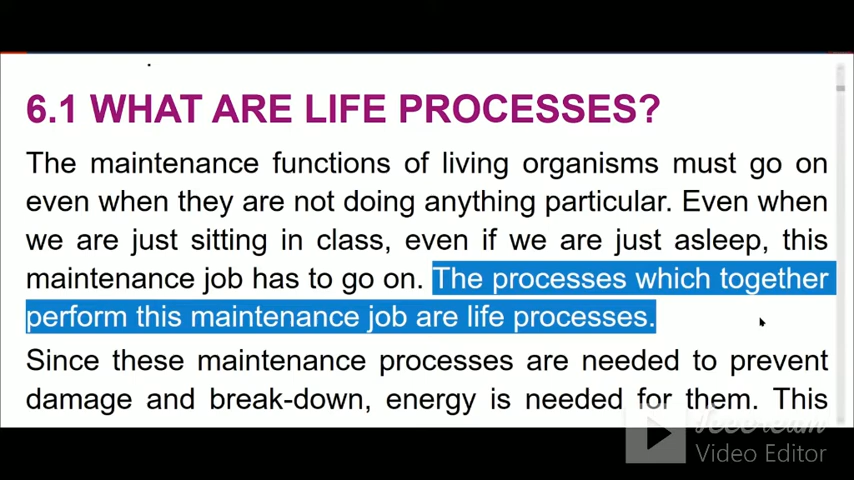 6.1 WHAT ARE LIFE PROCESSES?
The maintenance functions of living organisms must go on
even when they are not doing anything particular. Even when
we are just sitting in class, even if we are just asleep, this
maintenance job has to go on. The processes which together
perform this maintenance job are life processes.
Since these maintenance processes are needed to prevent
damage and break-down, energy is needed for them. This
Video Editor